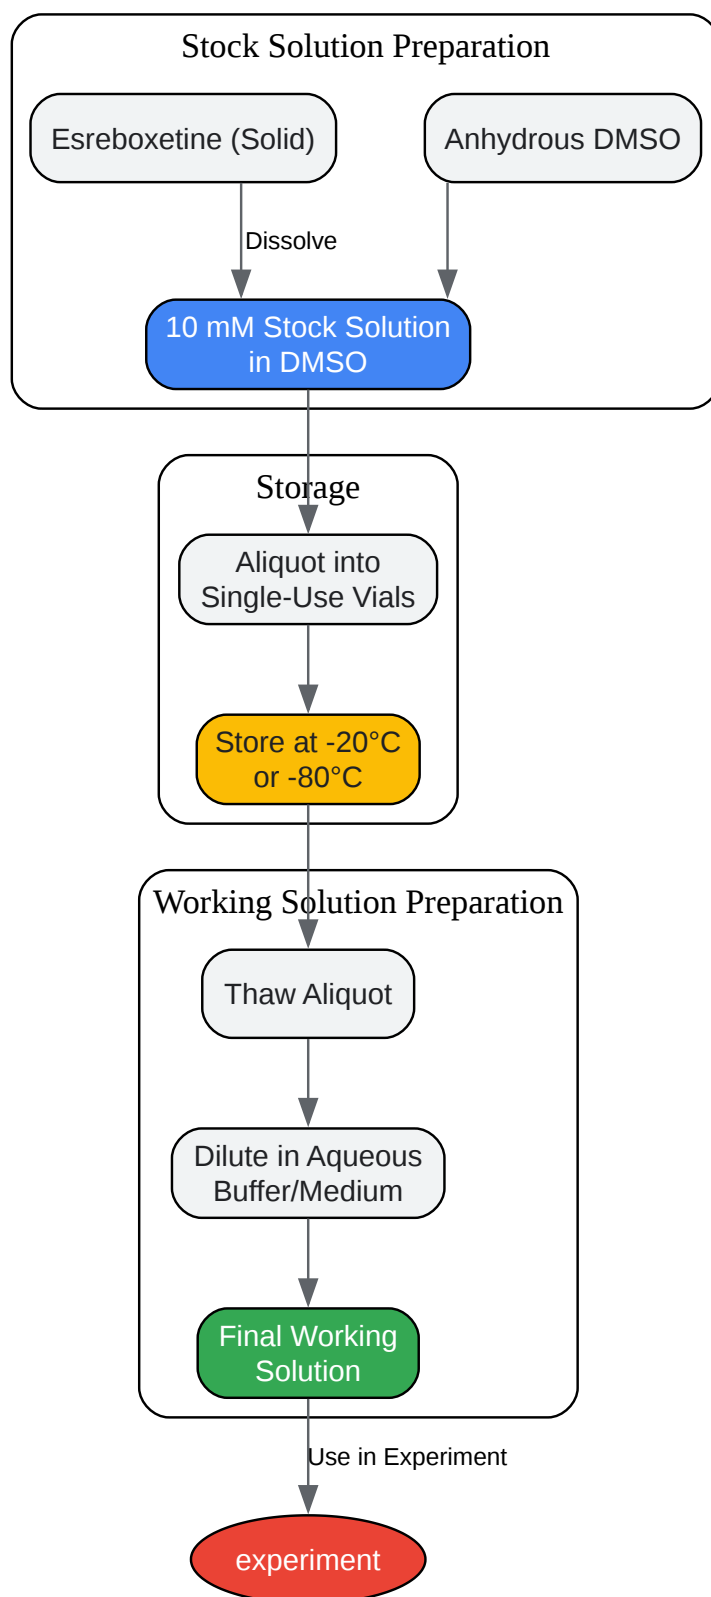 Stock Solution Preparation
Esreboxetine (Solid)
Anhydrous DMSO
Dissolve
10 mM Stock Solution
in DMSO
Storage
Aliquot into
Single-Use Vials
Store at -20°C
or -80°C
Working Solution Preparation
Thaw Aliquot
Dilute in Aqueous
Buffer/Medium
Final Working
Solution
Use in Experiment
experiment